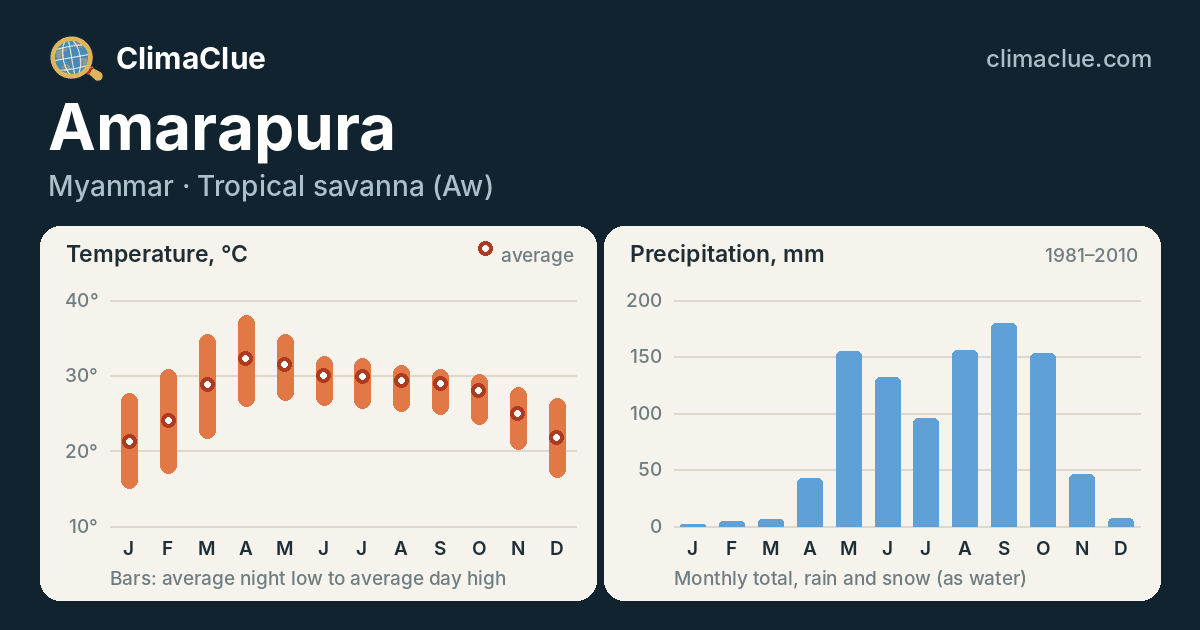 ClimaClue
climaclue.com
Amarapura
Myanmar · Tropical savanna (Aw)
Temperature, °C
average
40°
30°
20°
10°
J F M A M J J A S O N D
Bars: average night low to average day high
Precipitation, mm
1981–2010
200
150
100
50
0
J F M A M J J A S O N D
Monthly total, rain and snow (as water)